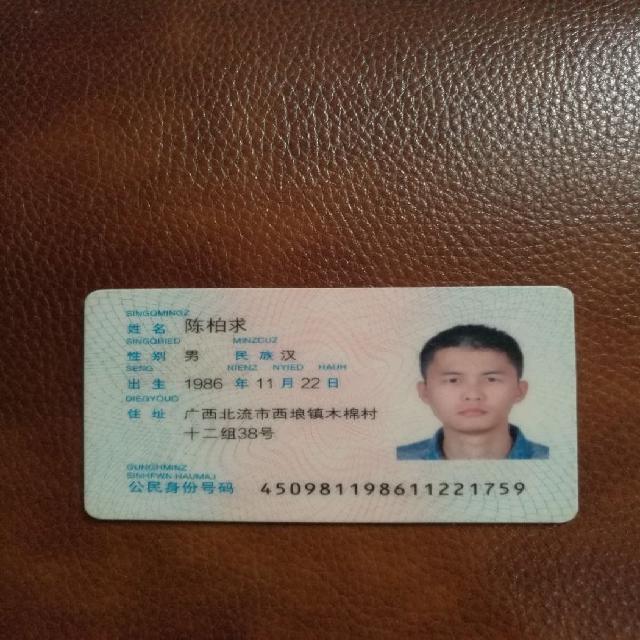 SINGQMINGZ
姓名 陈柏求
SINGQBIED MINZCUZ
性别 男 民族 汉
SENG NIENZ NYIED HAUH
出生 1986 年 11 月 22 日
DIEGYOUQ
住址 广西北流市西埌镇木棉村
十二组38号
GUNGHMINZ
SINHFWN HAUMAJ
公民身份号码 450981198611221759